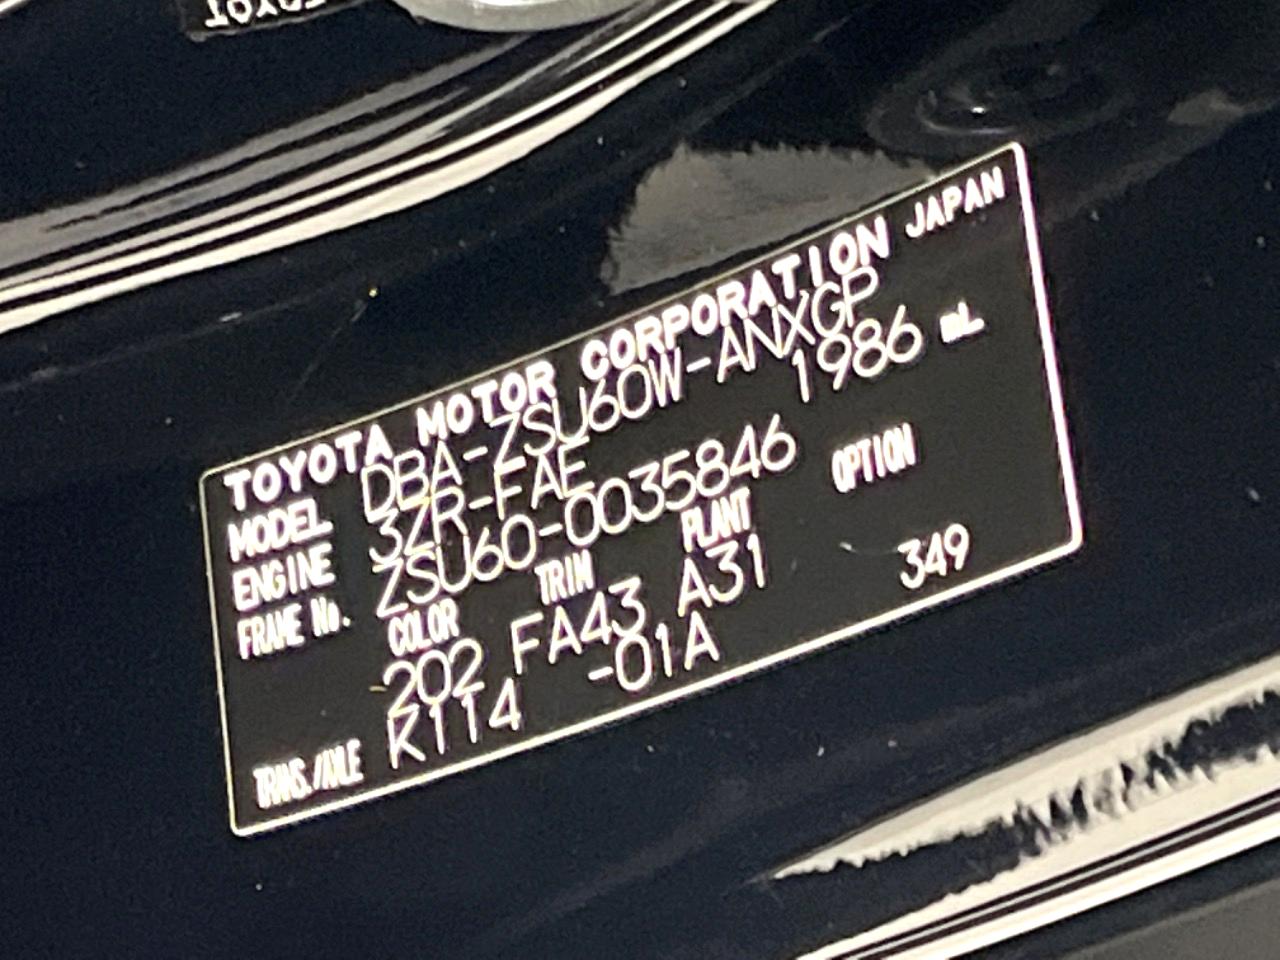 TOYOT
TOYOTA MOTOR CORPORATION JAPAN
MODEL DBA-ZSU60W-ANXGP
ENGINE 3ZR-FAE 1986 mL
FRAME No. ZSU60-0035846
COLOR TRIM PLANT OPTION
202 FA43 A31 349
TRANS./AXLE K114 -01A